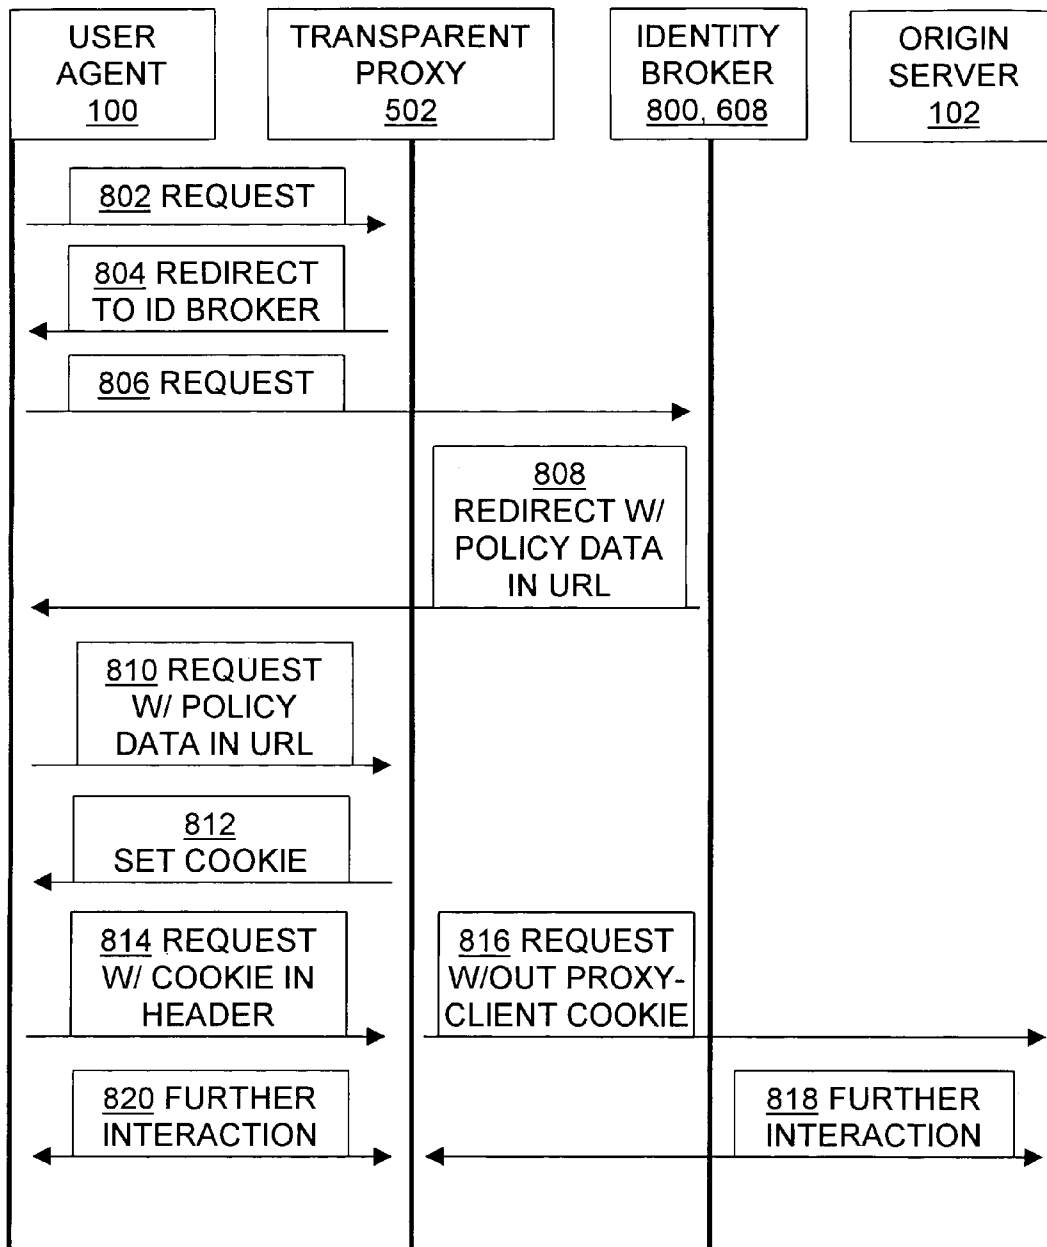 USER
AGENT
100
TRANSPARENT
PROXY
502
IDENTITY
BROKER
800, 608
ORIGIN
SERVER
102
802 REQUEST
804 REDIRECT
TO ID BROKER
806 REQUEST
808
REDIRECT W/
POLICY DATA
IN URL
810 REQUEST
W/ POLICY
DATA IN URL
812
SET COOKIE
814 REQUEST
W/ COOKIE IN
HEADER
816 REQUEST
W/OUT PROXY-
CLIENT COOKIE
820 FURTHER
INTERACTION
818 FURTHER
INTERACTION